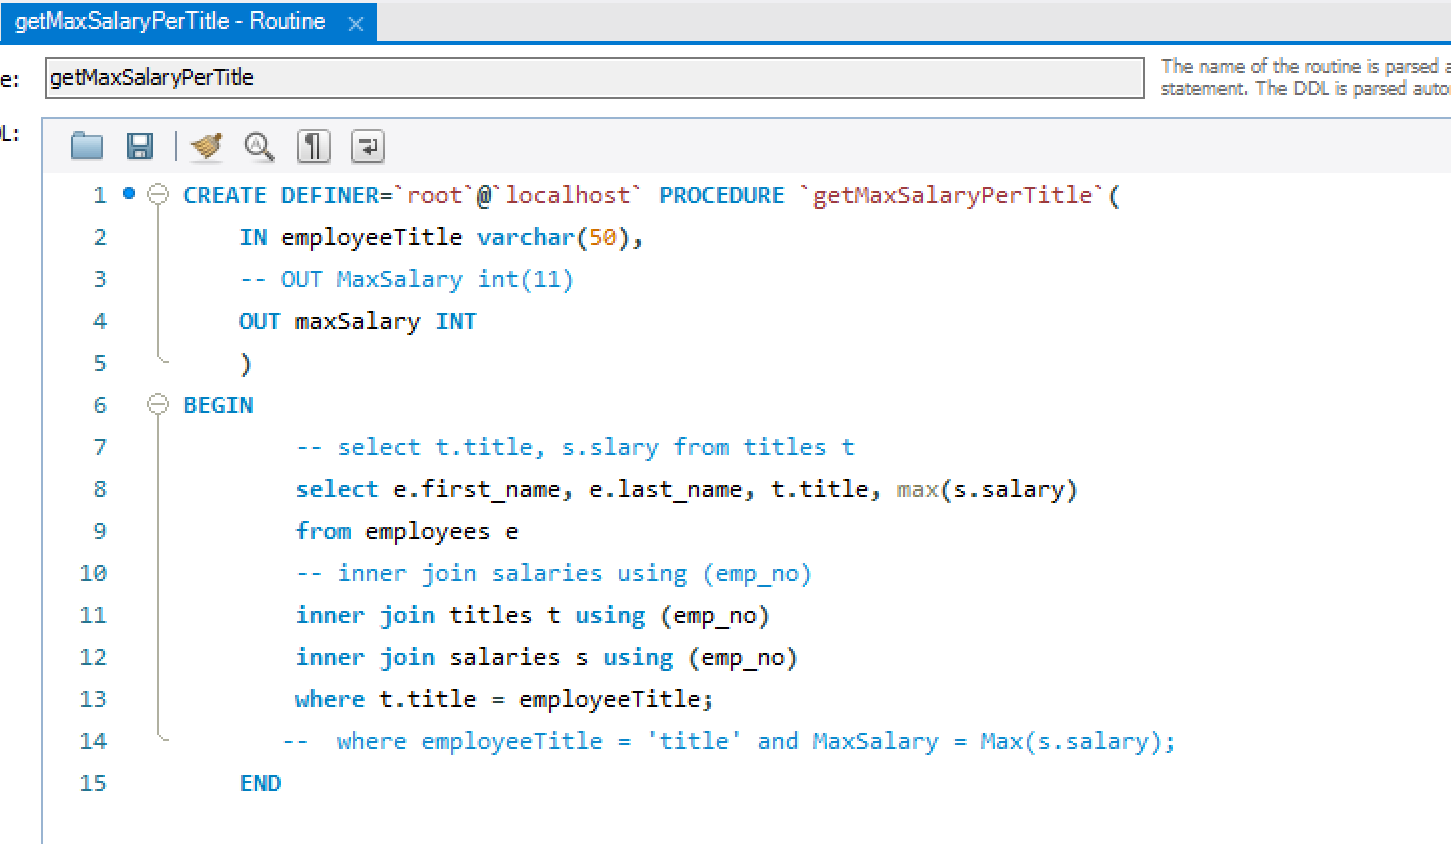 getMaxSalaryPerTitle - Routine ×
e: getMaxSalaryPerTitle
The name of the routine is parsed a
statement. The DDL is parsed auto
L:
1 CREATE DEFINER=`root`@`localhost` PROCEDURE `getMaxSalaryPerTitle`(
2 IN employeeTitle varchar(50),
3 -- OUT MaxSalary int(11)
4 OUT maxSalary INT
5 )
6 BEGIN
7 -- select t.title, s.slary from titles t
8 select e.first_name, e.last_name, t.title, max(s.salary)
9 from employees e
10 -- inner join salaries using (emp_no)
11 inner join titles t using (emp_no)
12 inner join salaries s using (emp_no)
13 where t.title = employeeTitle;
14 -- where employeeTitle = 'title' and MaxSalary = Max(s.salary);
15 END